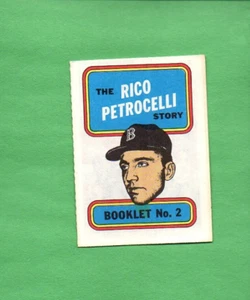 THE RICO
PETROCELLI
STORY
B
BOOKLET No. 2